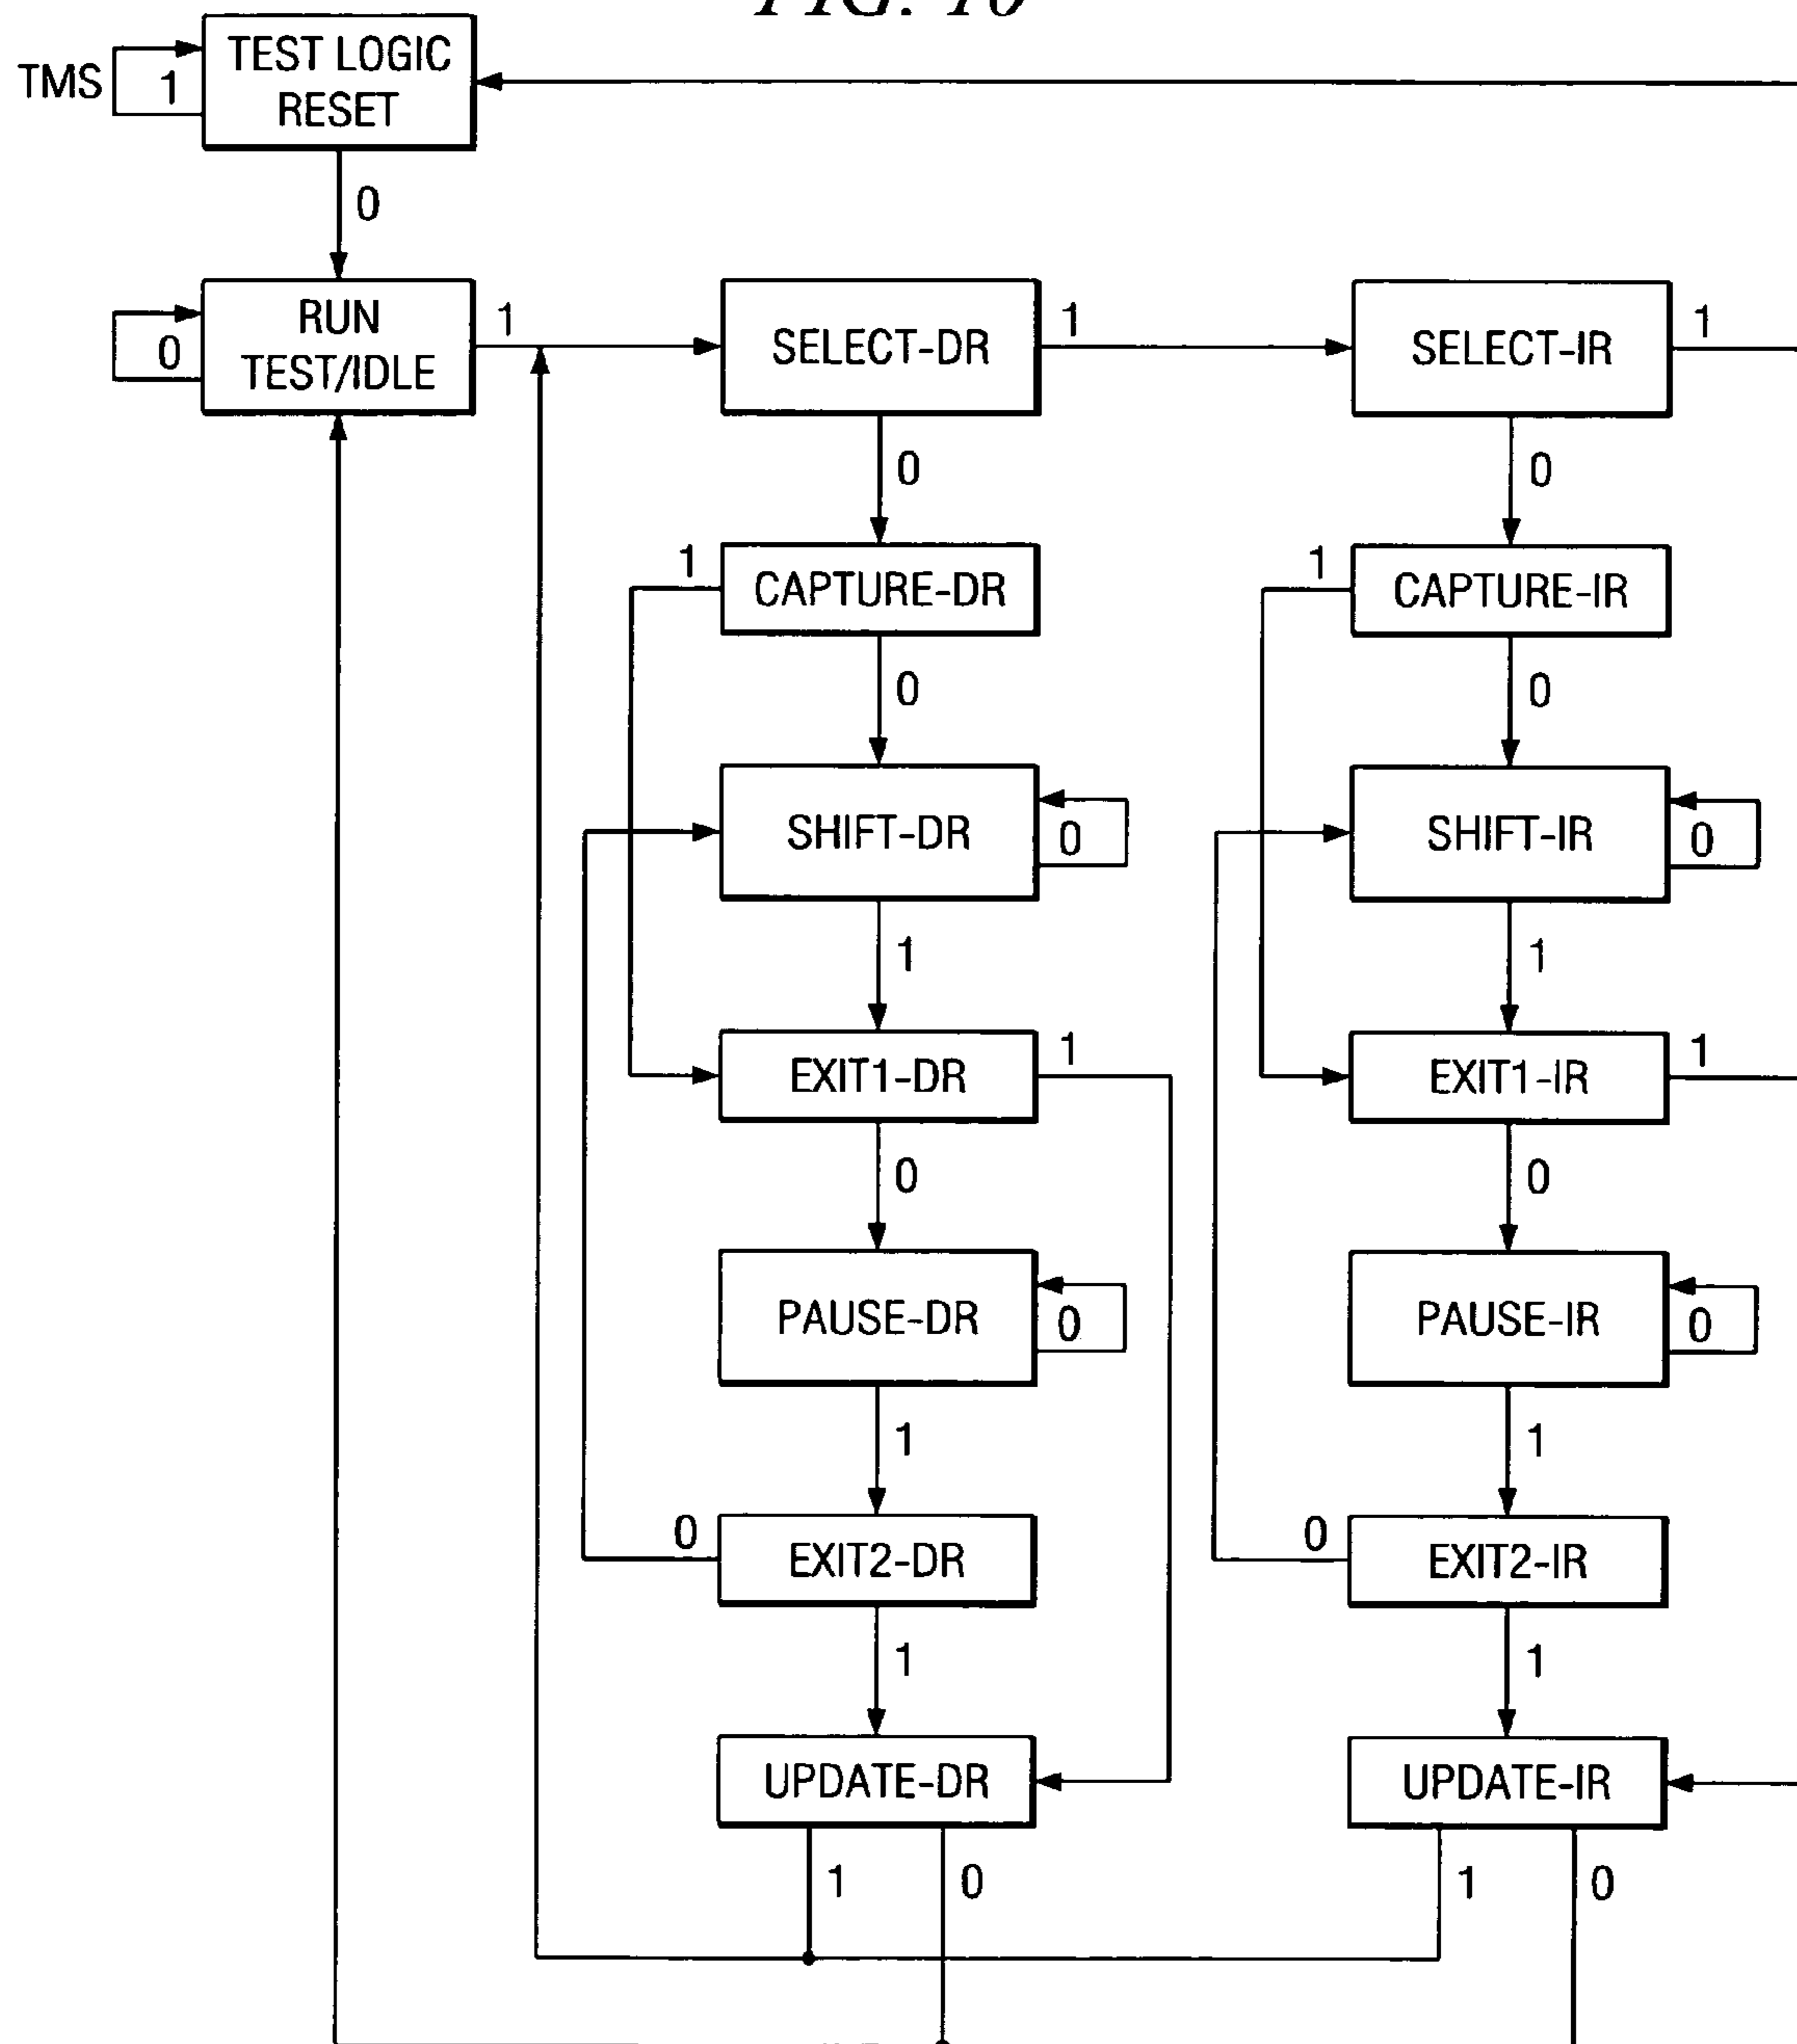 FIG. 10
TMS
1
TEST LOGIC
RESET
0
RUN
TEST/IDLE
0
1
SELECT-DR
1
SELECT-IR
1
0
0
1
CAPTURE-DR
1
CAPTURE-IR
0
0
SHIFT-DR
0
SHIFT-IR
0
1
1
EXIT1-DR
1
EXIT1-IR
1
0
0
PAUSE-DR
0
PAUSE-IR
0
1
1
0
EXIT2-DR
0
EXIT2-IR
1
1
UPDATE-DR
UPDATE-IR
1
0
1
0